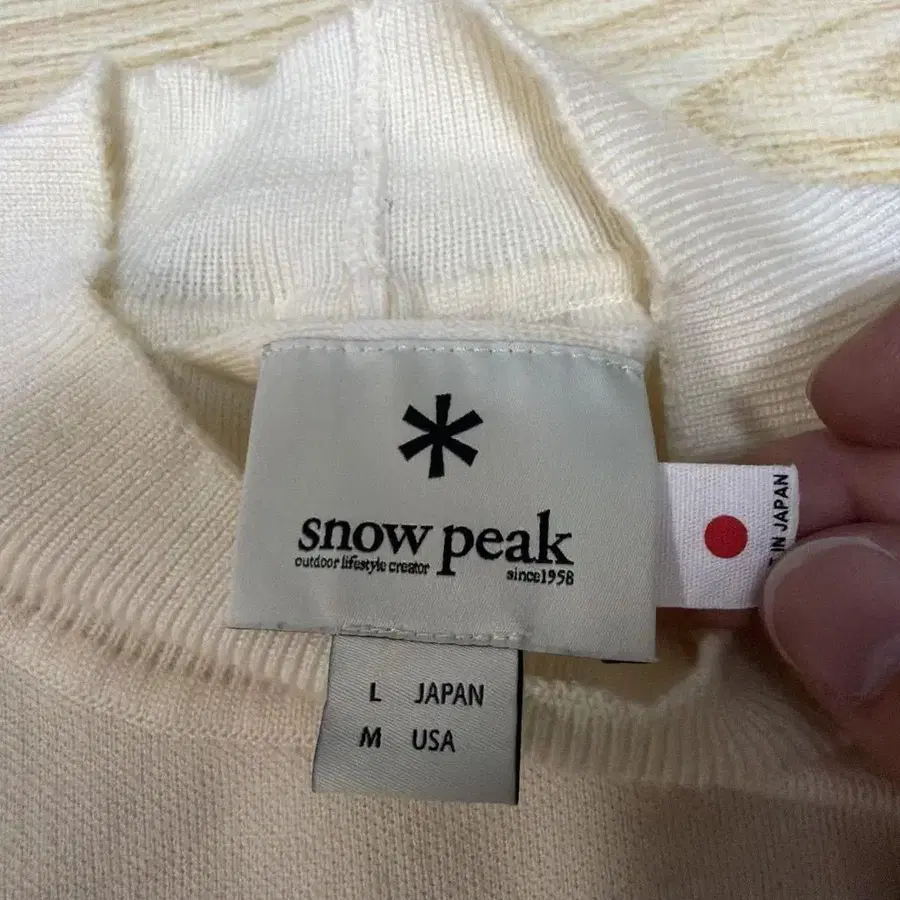 snow peak
outdoor lifestyle creator
since1958
IN JAPAN
L JAPAN
M USA